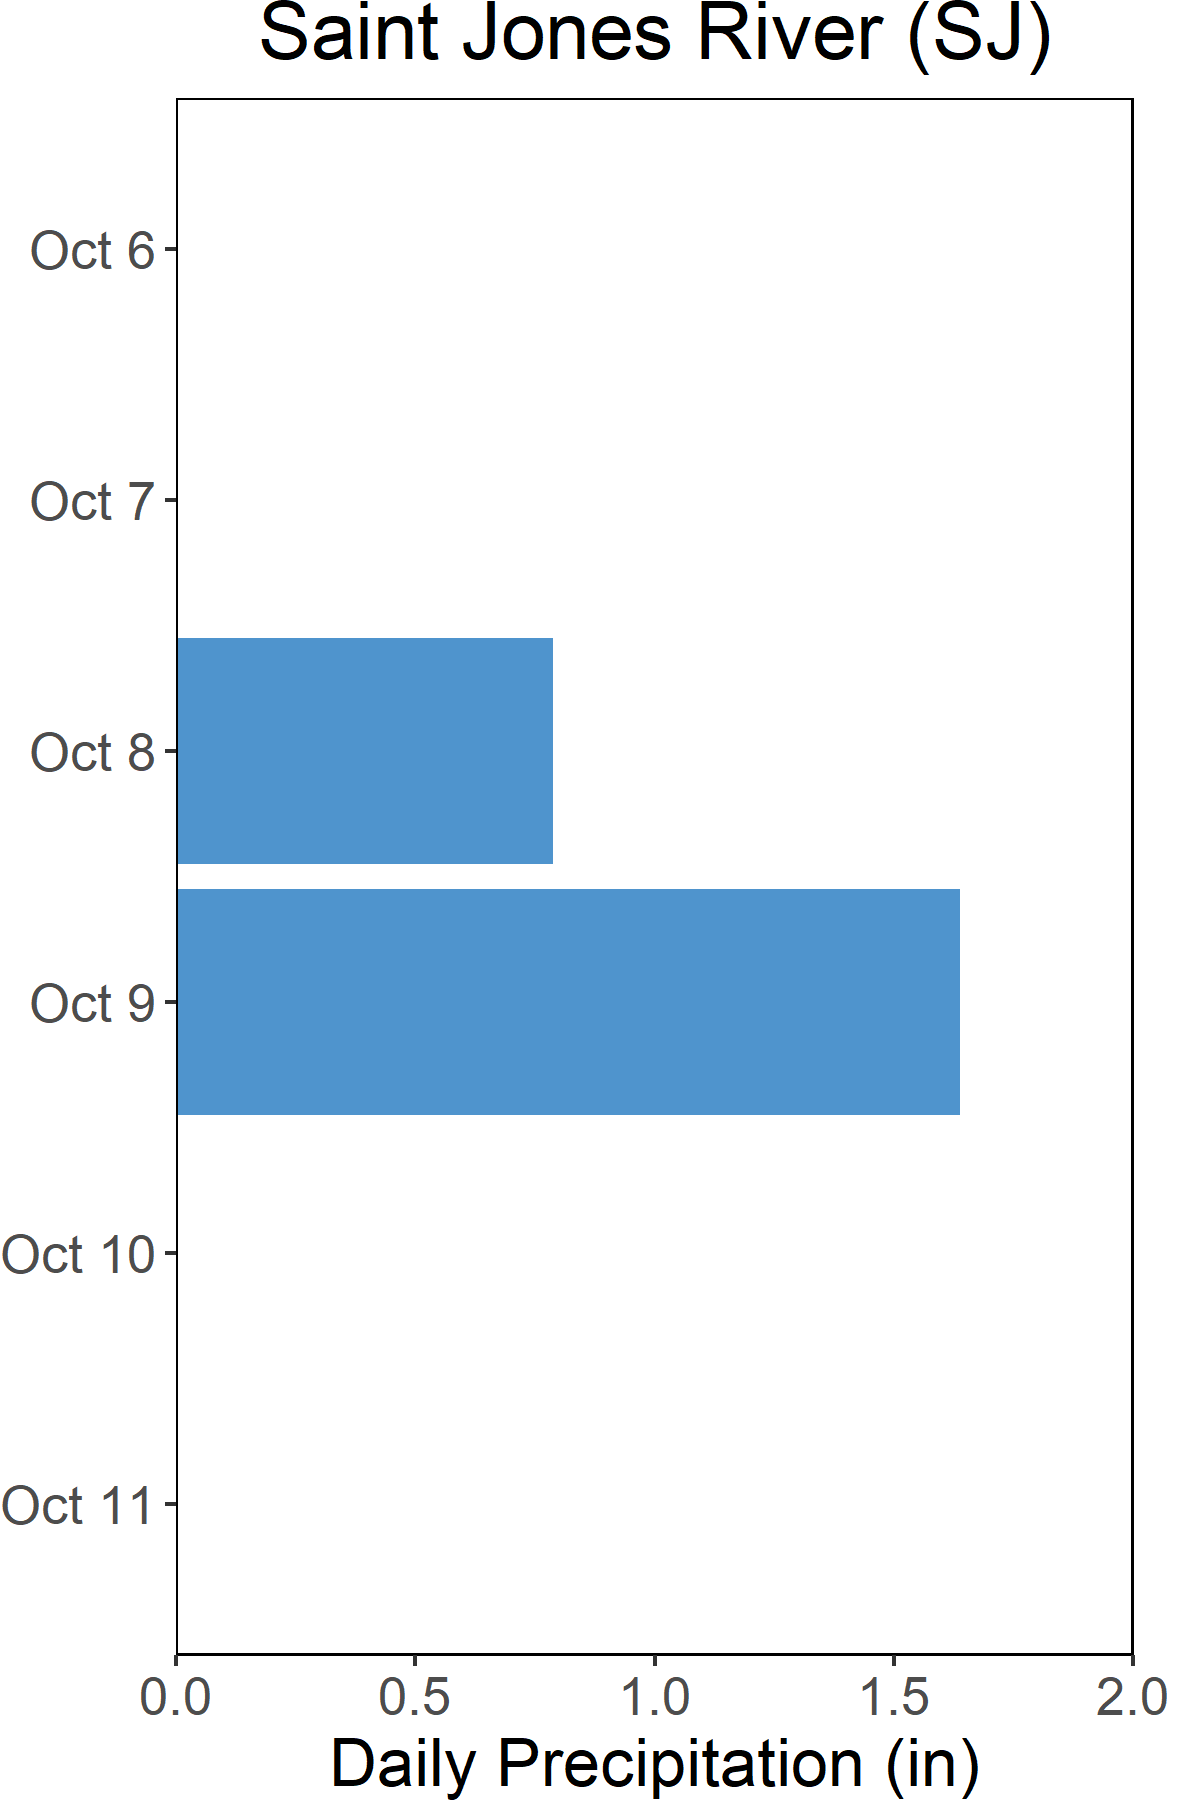 Saint Jones River (SJ)
Oct 6
Oct 7
Oct 8
Oct 9
Oct 10
Oct 11
0.0 0.5 1.0 1.5 2.0
Daily Precipitation (in)